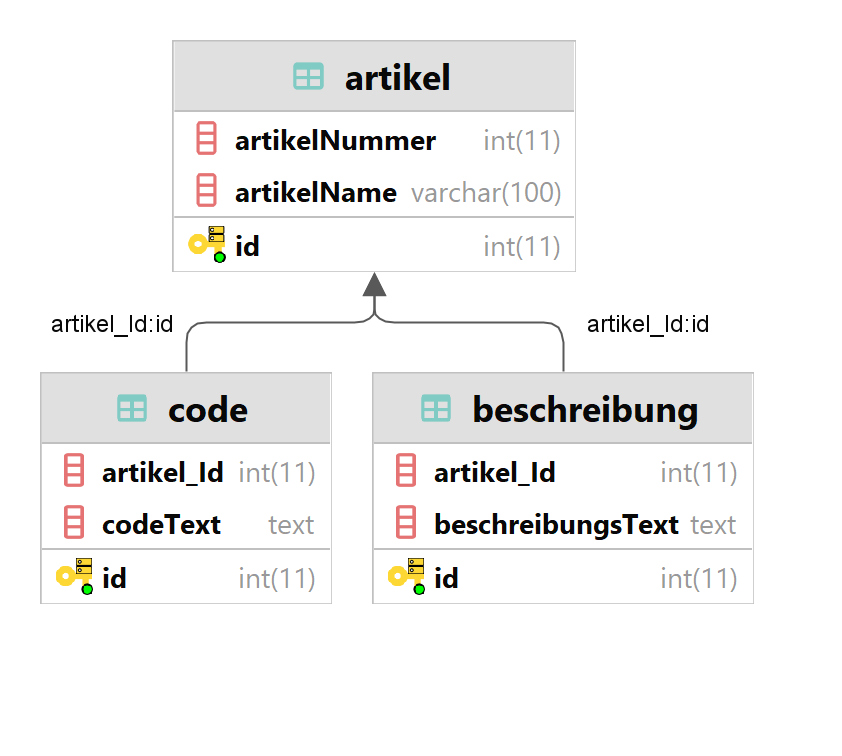 artikel
artikelNummer int(11)
artikelName varchar(100)
id int(11)
artikel_Id:id
artikel_Id:id
code
artikel_Id int(11)
codeText text
id int(11)
beschreibung
artikel_Id int(11)
beschreibungsText text
id int(11)